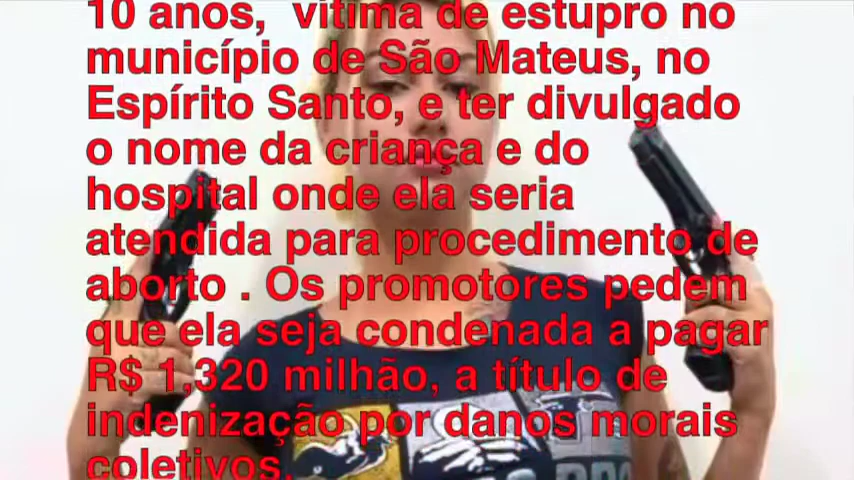 10 anos, vítima de estupro no
município de São Mateus, no
Espírito Santo, e ter divulgado
o nome da criança e do
hospital onde ela seria
atendida para procedimento de
aborto . Os promotores pedem
que ela seja condenada a pagar
R$ 1,320 milhão, a título de
indenização por danos morais
coletivos.